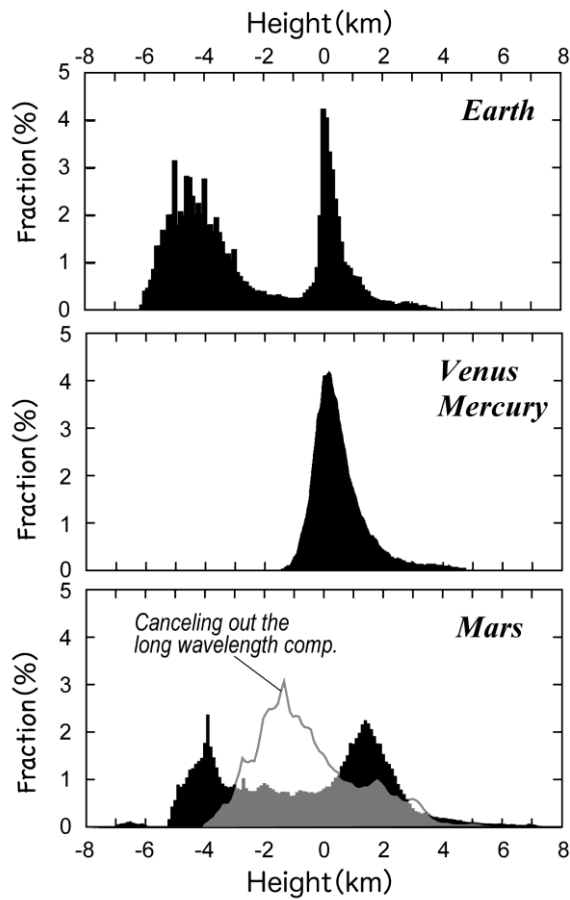 Height(km)
-8 -6 -4 -2 0 2 4 6 8
5
4
3
2
1
0
Fraction(%)
Earth
5
4
3
2
1
0
Fraction(%)
Venus
Mercury
5
4
3
2
1
0
Fraction(%)
Canceling out the
long wavelength comp.
Mars
-8 -6 -4 -2 0 2 4 6 8
Height(km)